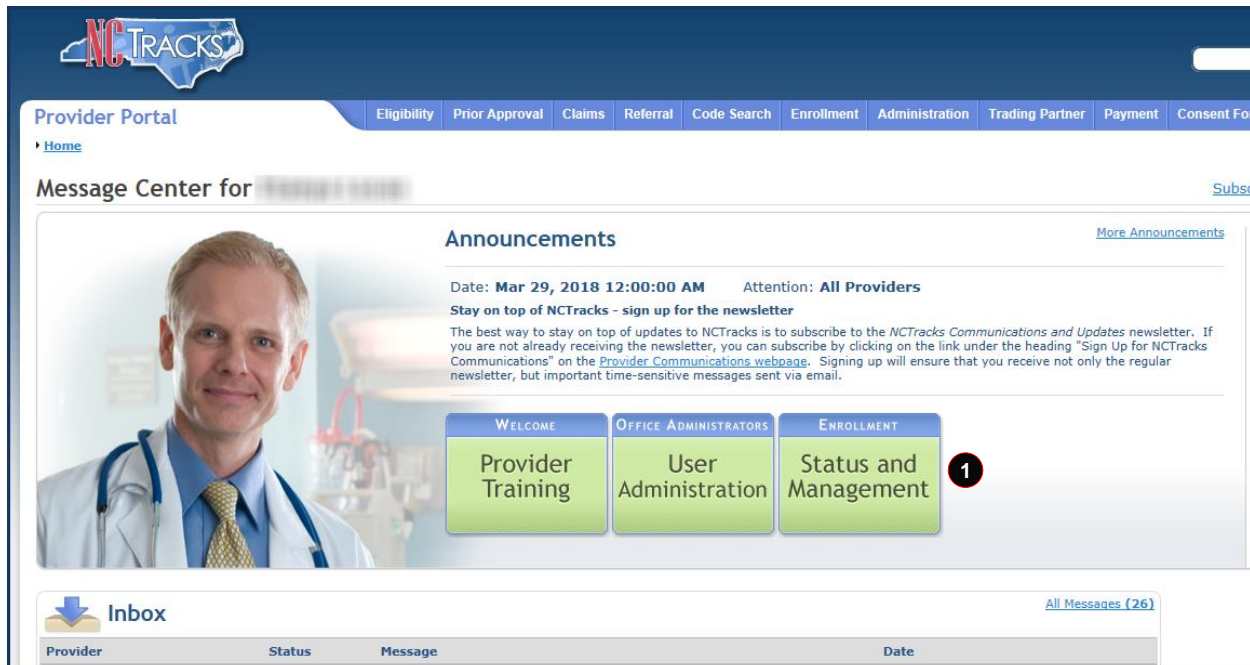 NCTRACKS
Provider Portal
Eligibility Prior Approval Claims Referral Code Search Enrollment Administration Trading Partner Payment Consent Fo
Home
Message Center for
Subsc
Announcements
More Announcements
Date: Mar 29, 2018 12:00:00 AM Attention: All Providers
Stay on top of NCTracks - sign up for the newsletter
The best way to stay on top of updates to NCTracks is to subscribe to the NCTracks Communications and Updates newsletter. If
you are not already receiving the newsletter, you can subscribe by clicking on the link under the heading "Sign Up for NCTracks
Communications" on the Provider Communications webpage. Signing up will ensure that you receive not only the regular
newsletter, but important time-sensitive messages sent via email.
WELCOME
Provider
Training
OFFICE ADMINISTRATORS
User
Administration
ENROLLMENT
Status and
Management
1
Inbox
All Messages (26)
Provider Status Message Date